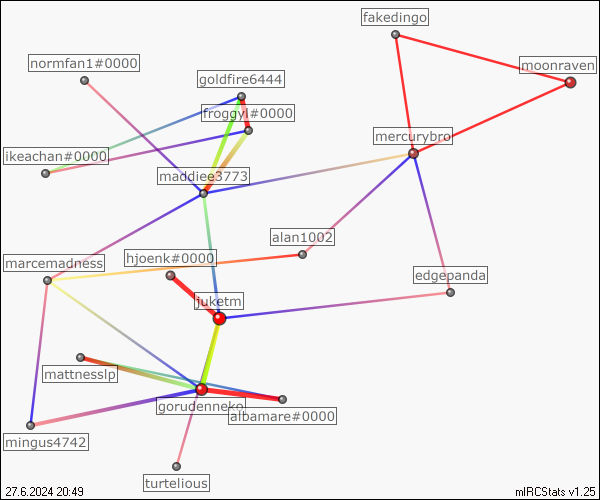 fakedingo
normfan1#0000
moonraven
goldfire6444
froggyl#0000
mercurybro
ikeachan#0000
maddiee3773
alan1002
hjoenk#0000
marcemadness
edgepanda
juketm
mattnesslp
gorudenneko
albamare#0000
mingus4742
turtelious
27.6.2024 20:49
mIRCStats v1.25